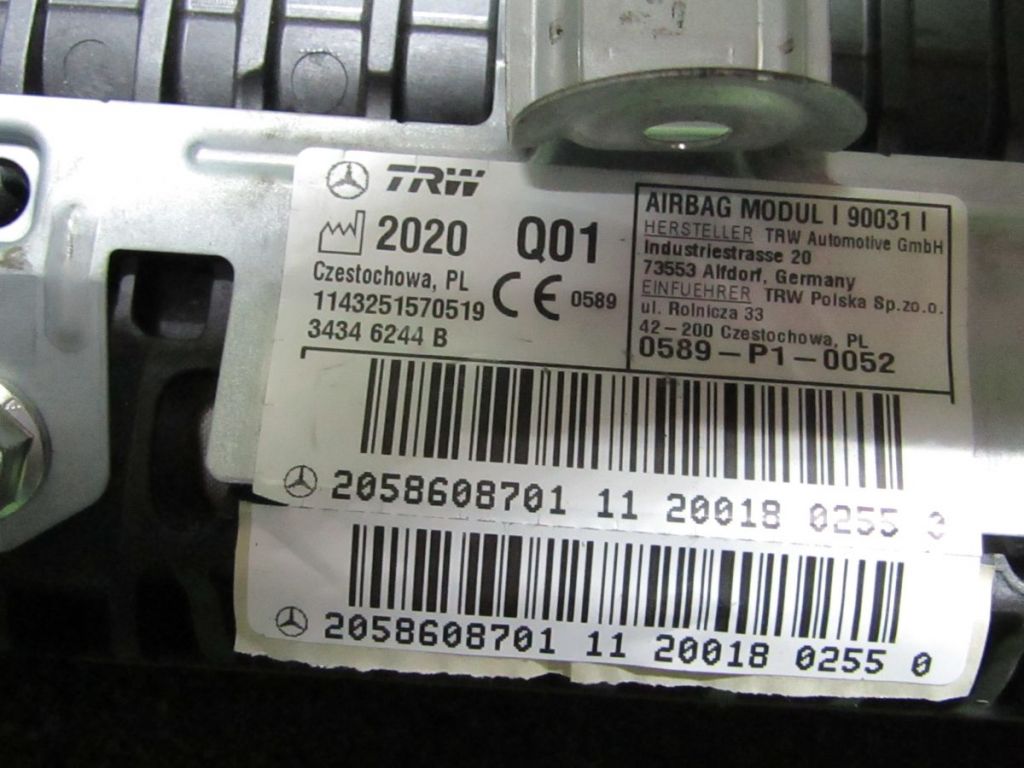 TRW
2020 Q01
Czestochowa, PL
1143251570519
3434 6244 B
CE 0589
AIRBAG MODUL I 90031 I
HERSTELLER TRW Automotive GmbH
Industriestrasse 20
73553 Alfdorf, Germany
EINFUEHRER TRW Polska Sp.zo.o.
ul. Rolnicza 33
42-200 Czestochowa, PL
0589-P1-0052
2058608701 11 200180 0255
2058608701 11 200180 0255 0